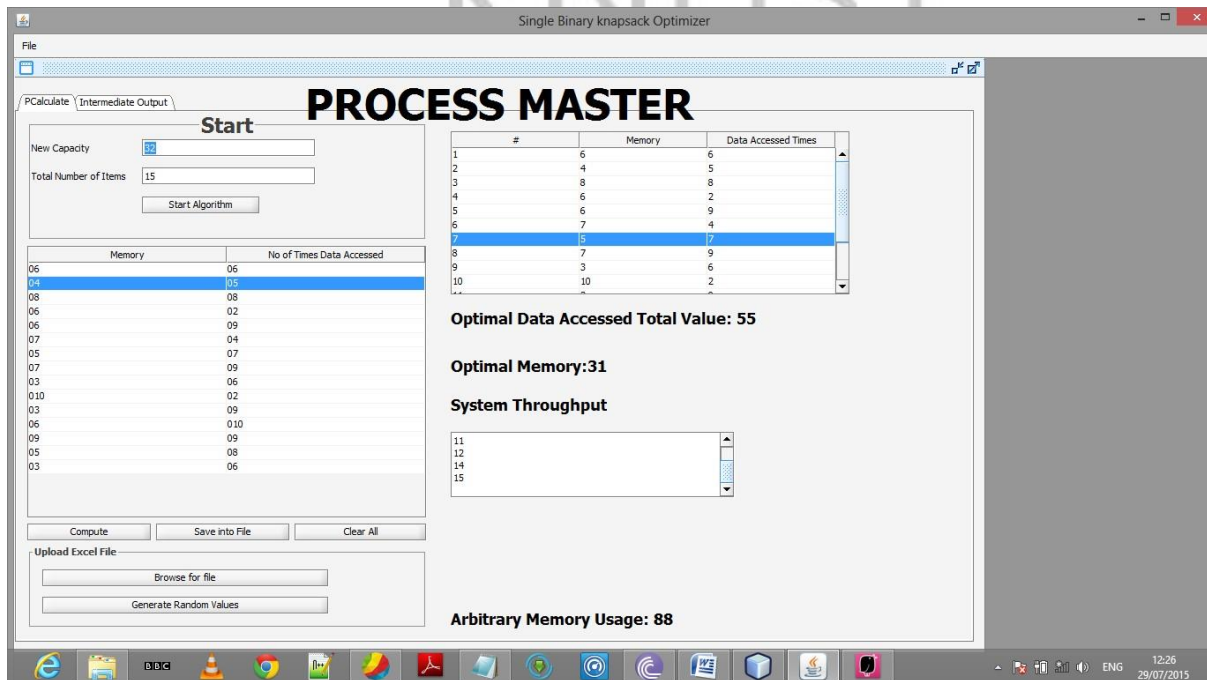 Single Binary knapsack Optimizer
File
PCalculate Intermediate Output
PROCESS MASTER
Start
New Capacity 32
Total Number of Items 15
Start Algorithm
Memory No of Times Data Accessed
06 06
04 05
08 08
06 02
06 09
07 04
05 07
07 09
03 06
010 02
03 09
06 010
09 09
05 08
03 06
Compute Save into File Clear All
Upload Excel File
Browse for file
Generate Random Values
# Memory Data Accessed Times
1 6 6
2 4 5
3 8 8
4 6 2
5 6 9
6 7 4
7 5 7
8 7 9
9 3 6
10 10 2
Optimal Data Accessed Total Value: 55
Optimal Memory:31
System Throughput
11
12
14
15
Arbitrary Memory Usage: 88
BBC
ENG
12:26
29/07/2015